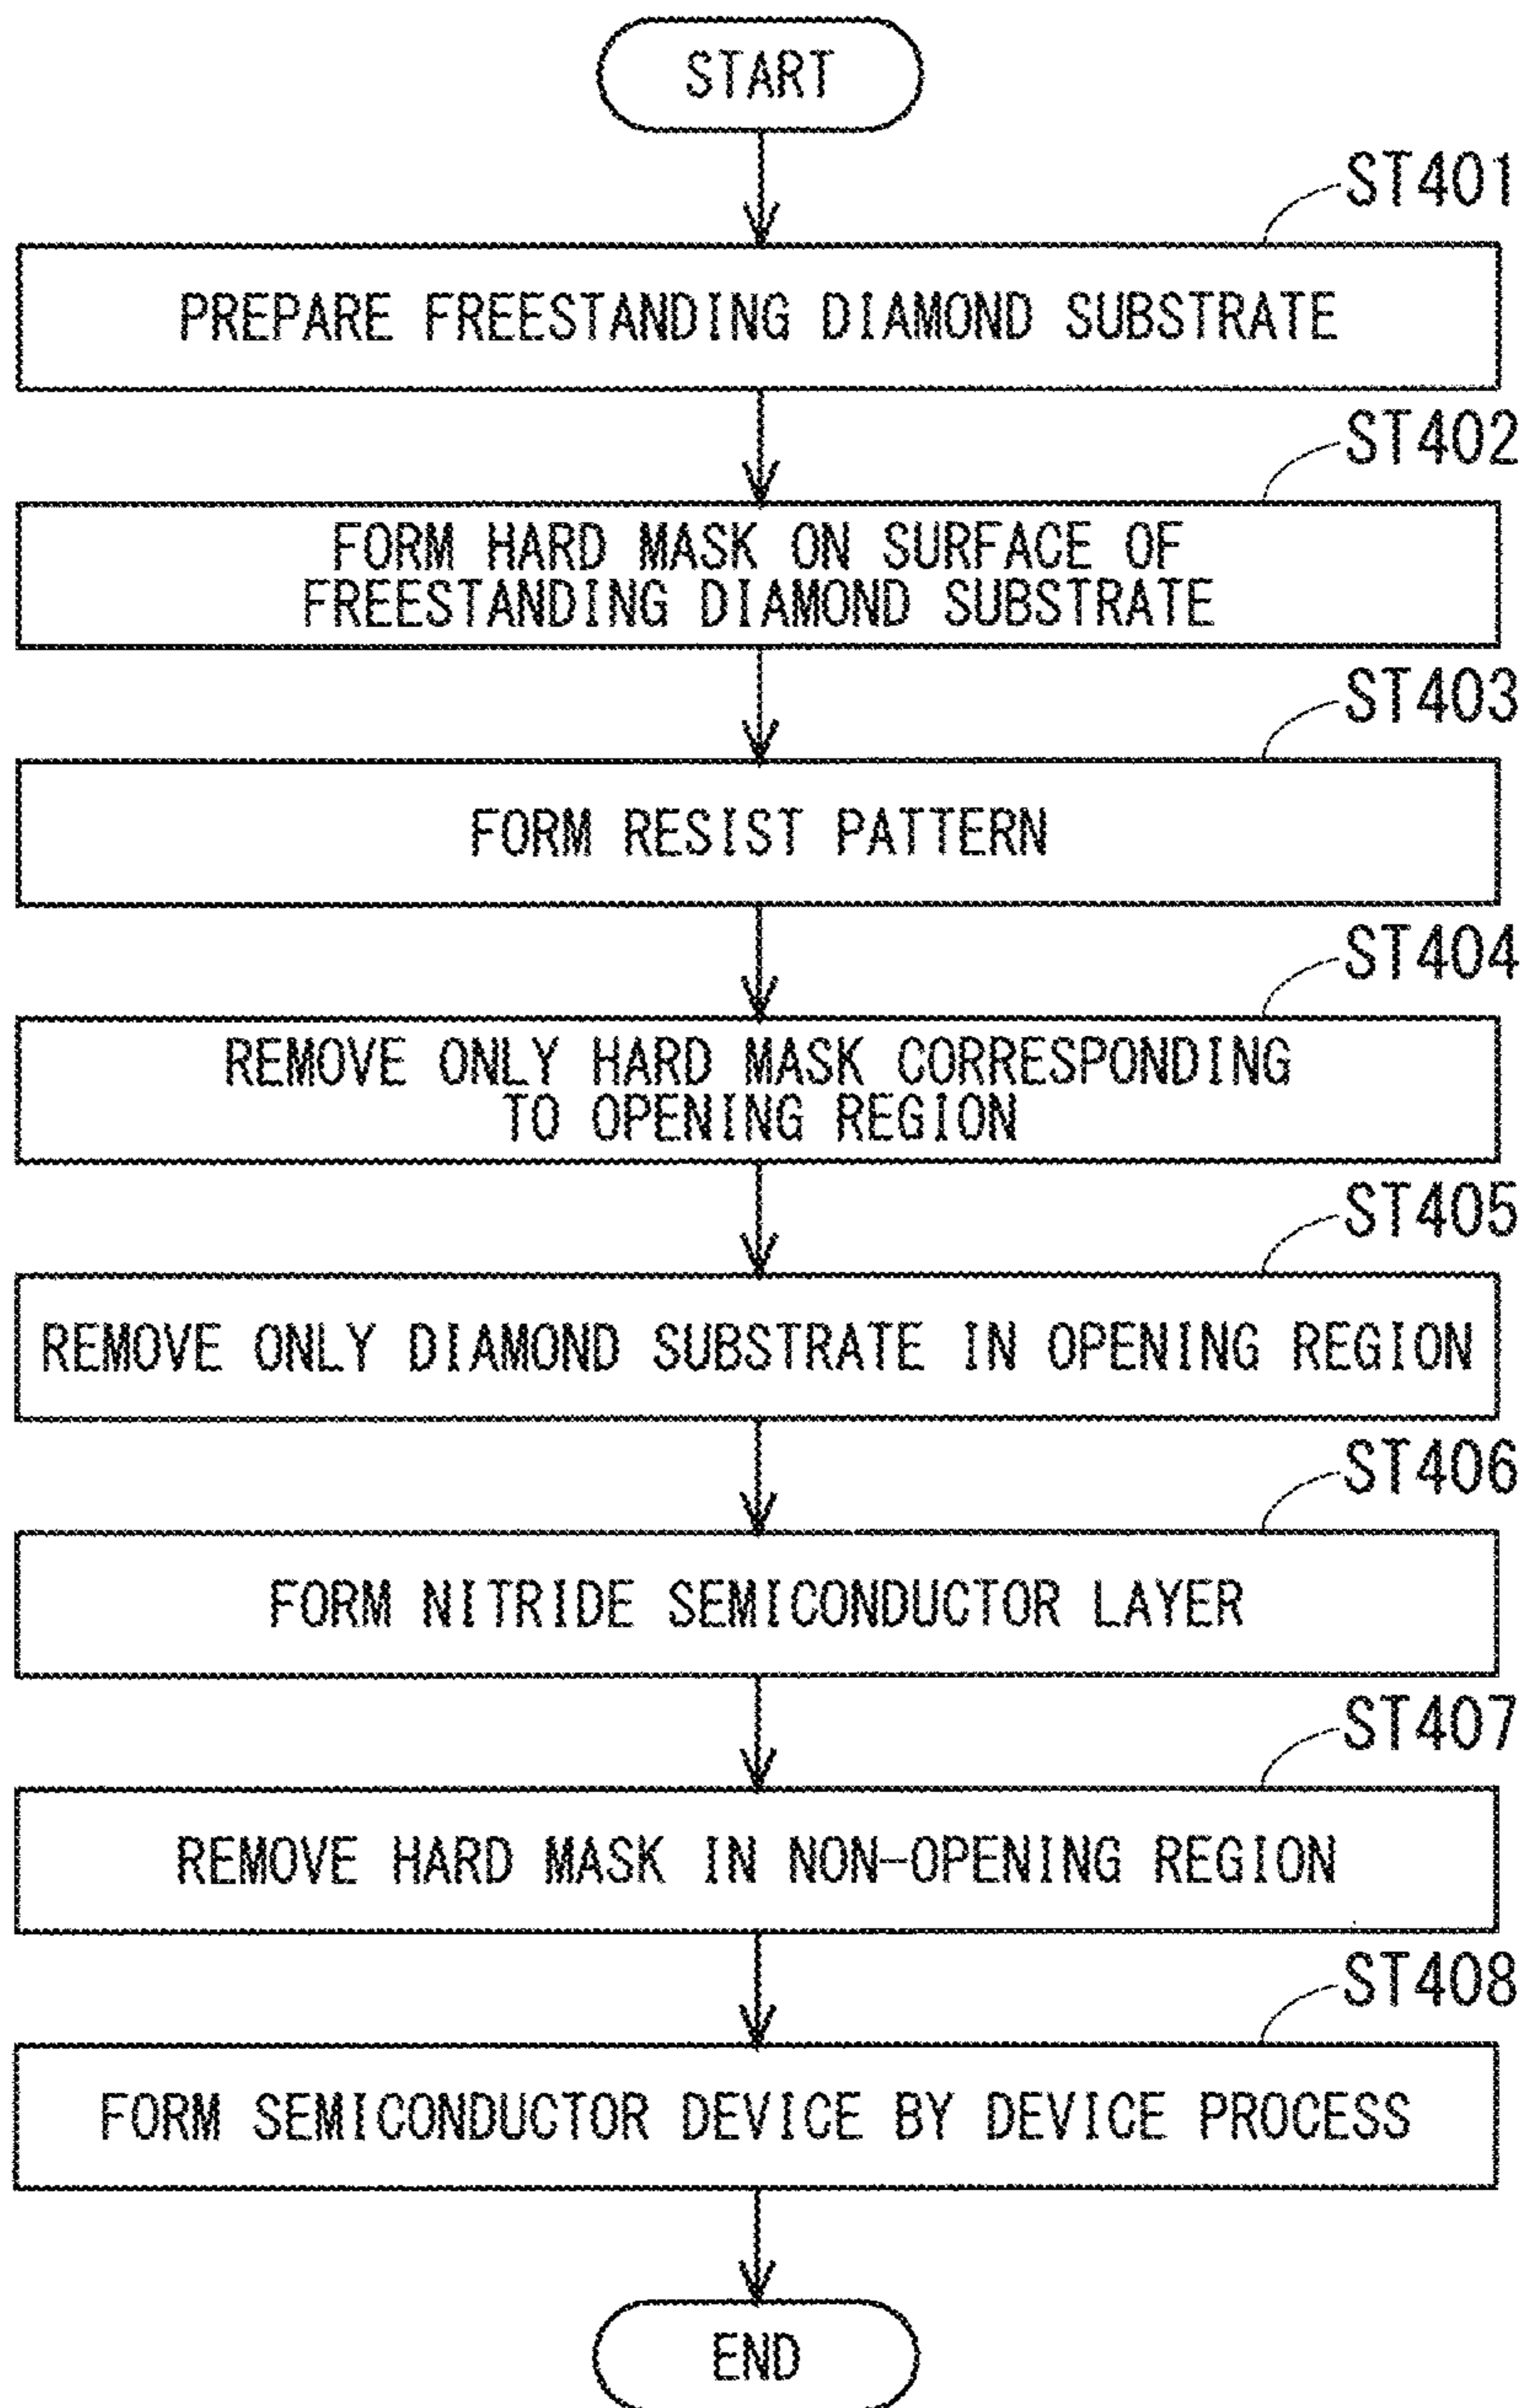 START
ST401
PREPARE FREESTANDING DIAMOND SUBSTRATE
ST402
FORM HARD MASK ON SURFACE OF
FREESTANDING DIAMOND SUBSTRATE
ST403
FORM RESIST PATTERN
ST404
REMOVE ONLY HARD MASK CORRESPONDING
TO OPENING REGION
ST405
REMOVE ONLY DIAMOND SUBSTRATE IN OPENING REGION
ST406
FORM NITRIDE SEMICONDUCTOR LAYER
ST407
REMOVE HARD MASK IN NON-OPENING REGION
ST408
FORM SEMICONDUCTOR DEVICE BY DEVICE PROCESS
END